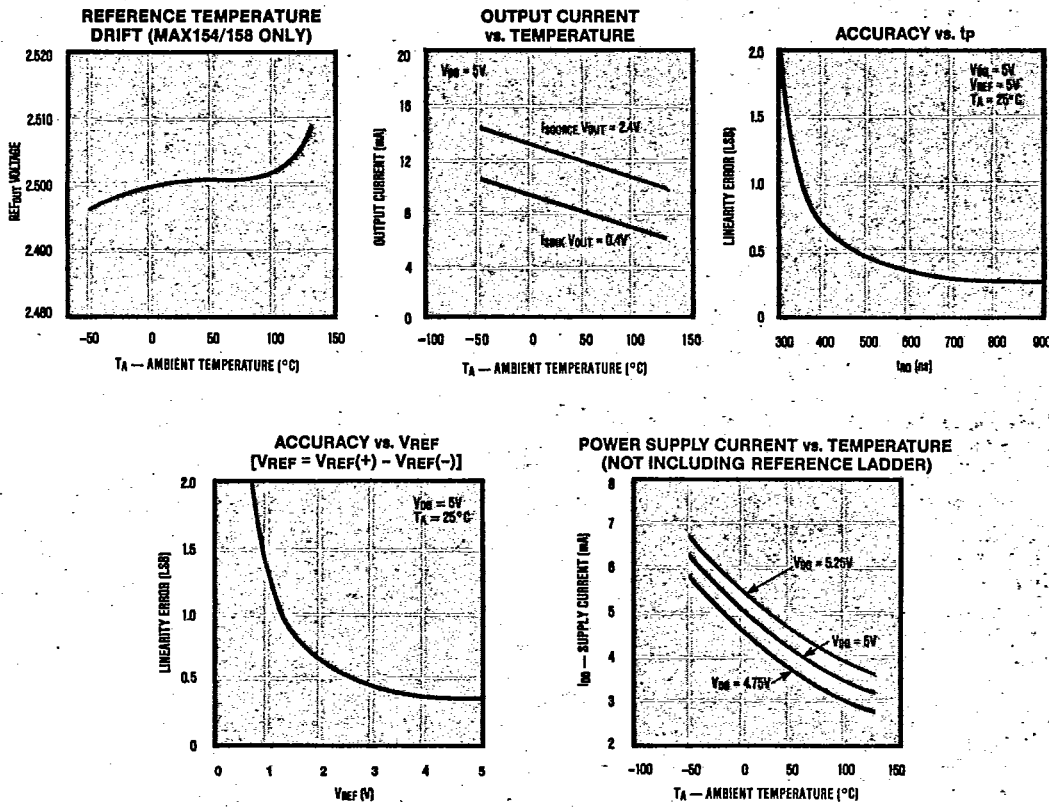 REFERENCE TEMPERATURE
DRIFT (MAX154/158 ONLY)
2.520
2.510
2.500
2.400
2.480
REFOUT VOLTAGE
-50
0
50
100
150
TA — AMBIENT TEMPERATURE (°C)
OUTPUT CURRENT
vs. TEMPERATURE
20
16
12
8
4
0
OUTPUT CURRENT (mA)
VDD = 5V
ISOURCE VOUT = 2.4V
ISINK VOUT = 0.4V
-100
-50
0
50
100
150
TA — AMBIENT TEMPERATURE (°C)
ACCURACY vs. tp
2.0
1.5
1.0
0.5
0
LINEARITY ERROR (LSB)
VDD = 5V
VREF = 5V
TA = 25°C
300
400
500
600
700
800
900
(ns)
ACCURACY vs. VREF
[VREF = VREF(+) – VREF(–)]
2.0
1.5
1.0
0.5
0
LINEARITY ERROR (LSB)
VDD = 5V
TA = 25°C
0
1
2
3
4
5
VREF (V)
POWER SUPPLY CURRENT vs. TEMPERATURE
(NOT INCLUDING REFERENCE LADDER)
8
7
6
5
4
3
2
IDD — SUPPLY CURRENT (mA)
VDD = 5.25V
VDD = 5V
VDD = 4.75V
-100
-50
0
50
100
150
TA — AMBIENT TEMPERATURE (°C)